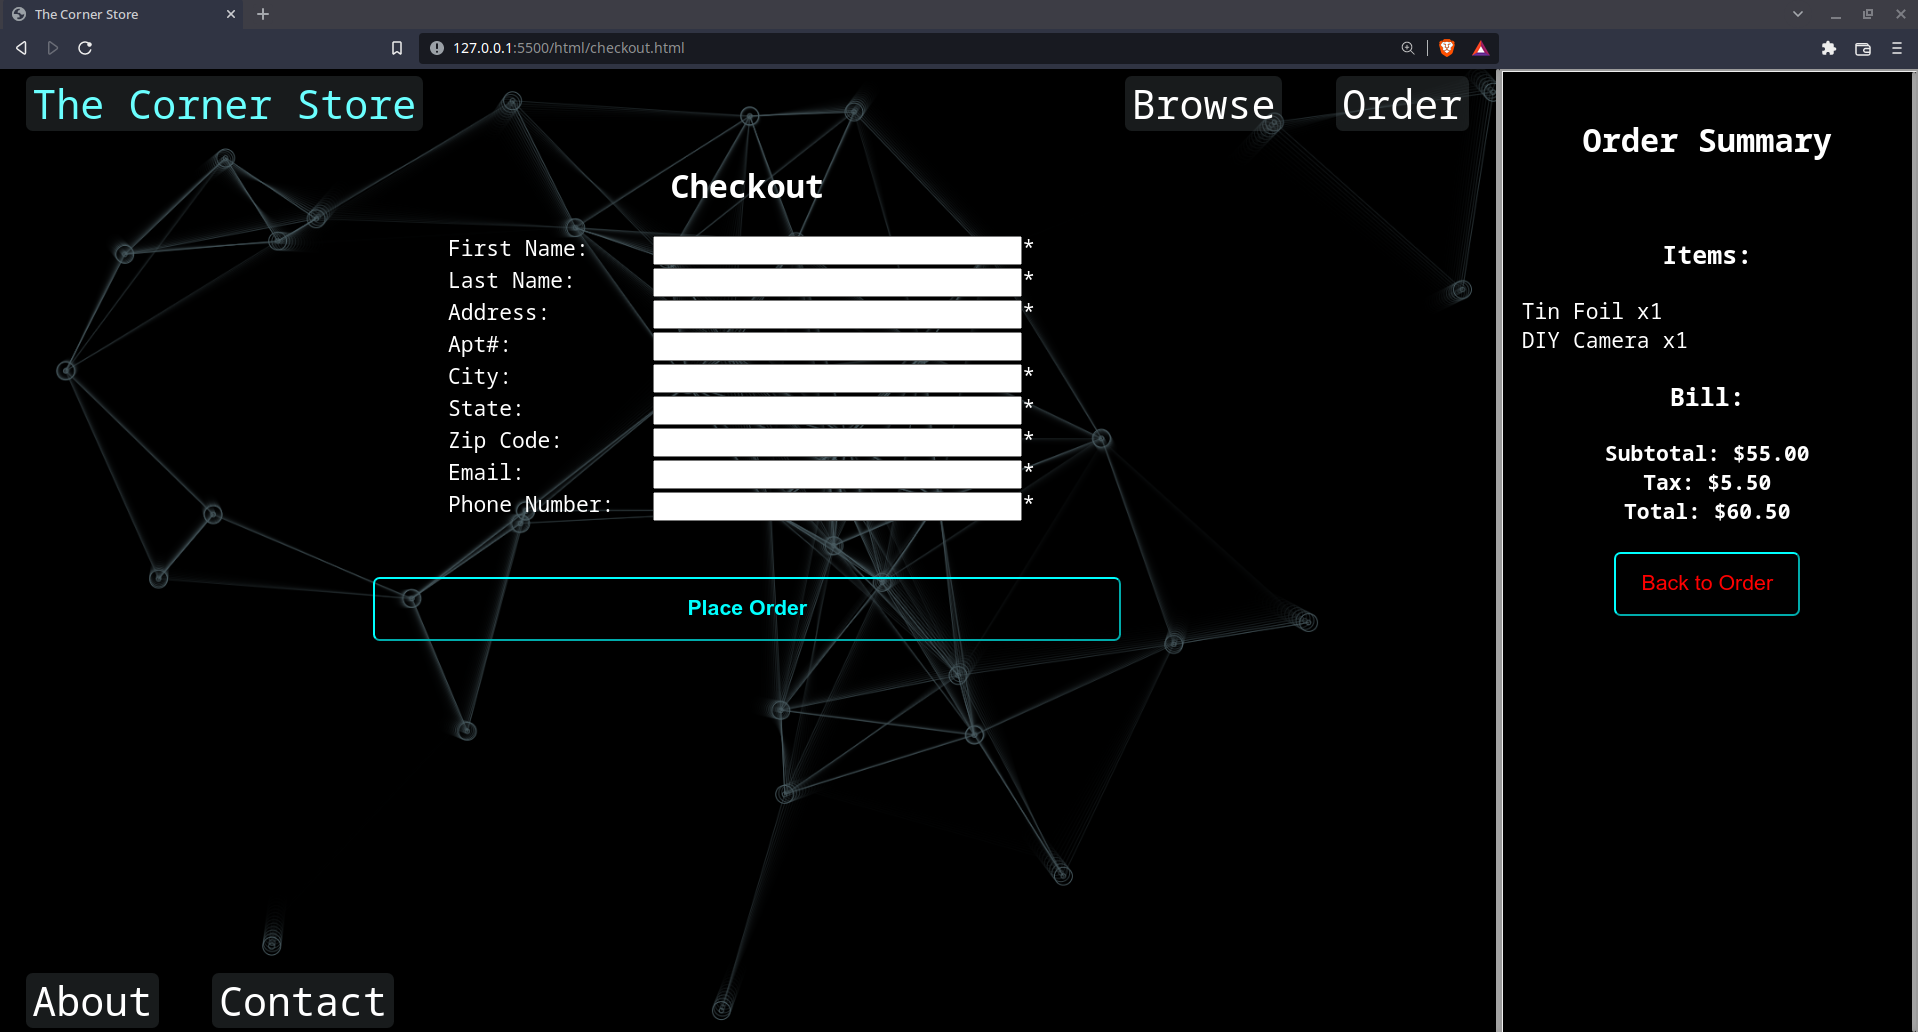 The Corner Store
127.0.0.1:5500/html/checkout.html
The Corner Store
Browse
Order
Checkout
First Name: *
Last Name: *
Address: *
Apt#:
City: *
State: *
Zip Code: *
Email: *
Phone Number: *
Place Order
Order Summary
Items:
Tin Foil x1
DIY Camera x1
Bill:
Subtotal: $55.00
Tax: $5.50
Total: $60.50
Back to Order
About
Contact